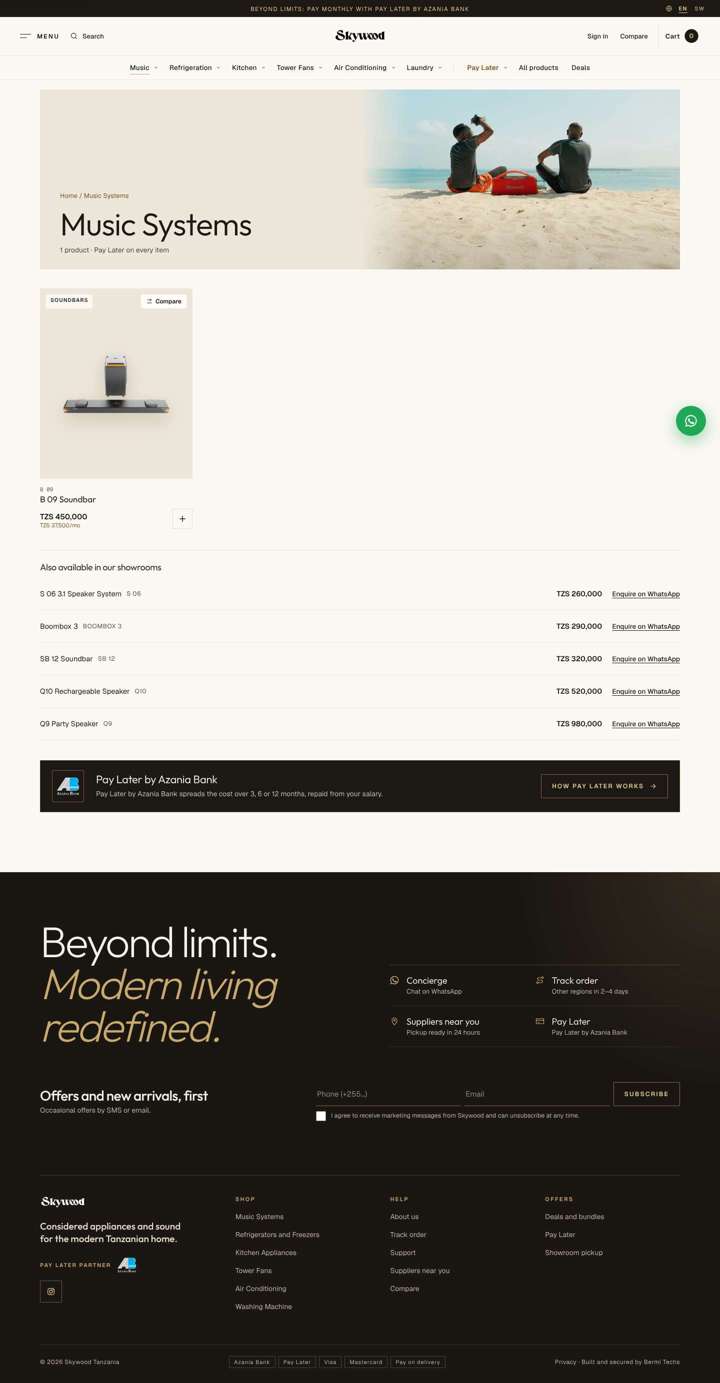 BEYOND LIMITS: PAY MONTHLY WITH PAY LATER BY AZANIA BANK
EN SW
MENU Search
Skywood
Sign in Compare Cart 0
Music Refrigeration Kitchen Tower Fans Air Conditioning Laundry Pay Later All products Deals
Home / Music Systems
Music Systems
1 product · Pay Later on every item
SOUNDBARS
Compare
B 09
B 09 Soundbar
TZS 450,000
TZS 37,500/mo
+
Also available in our showrooms
S 06 3.1 Speaker System S 06 TZS 260,000 Enquire on WhatsApp
Boombox 3 BOOMBOX 3 TZS 290,000 Enquire on WhatsApp
SB 12 Soundbar SB 12 TZS 320,000 Enquire on WhatsApp
Q10 Rechargeable Speaker Q10 TZS 520,000 Enquire on WhatsApp
Q9 Party Speaker Q9 TZS 980,000 Enquire on WhatsApp
Azania Bank
Pay Later by Azania Bank
Pay Later by Azania Bank spreads the cost over 3, 6 or 12 months, repaid from your salary.
HOW PAY LATER WORKS →
Beyond limits.
Modern living
redefined.
Concierge
Chat on WhatsApp
Track order
Other regions in 2–4 days
Suppliers near you
Pickup ready in 24 hours
Pay Later
Pay Later by Azania Bank
Offers and new arrivals, first
Occasional offers by SMS or email.
Phone (+255…)
Email
SUBSCRIBE
I agree to receive marketing messages from Skywood and can unsubscribe at any time.
Skywood
Considered appliances and sound
for the modern Tanzanian home.
PAY LATER PARTNER
SHOP
Music Systems
Refrigerators and Freezers
Kitchen Appliances
Tower Fans
Air Conditioning
Washing Machine
HELP
About us
Track order
Support
Suppliers near you
Compare
OFFERS
Deals and bundles
Pay Later
Showroom pickup
© 2026 Skywood Tanzania
Azania Bank Pay Later Visa Mastercard Pay on delivery
Privacy · Built and secured by Bermi Techs